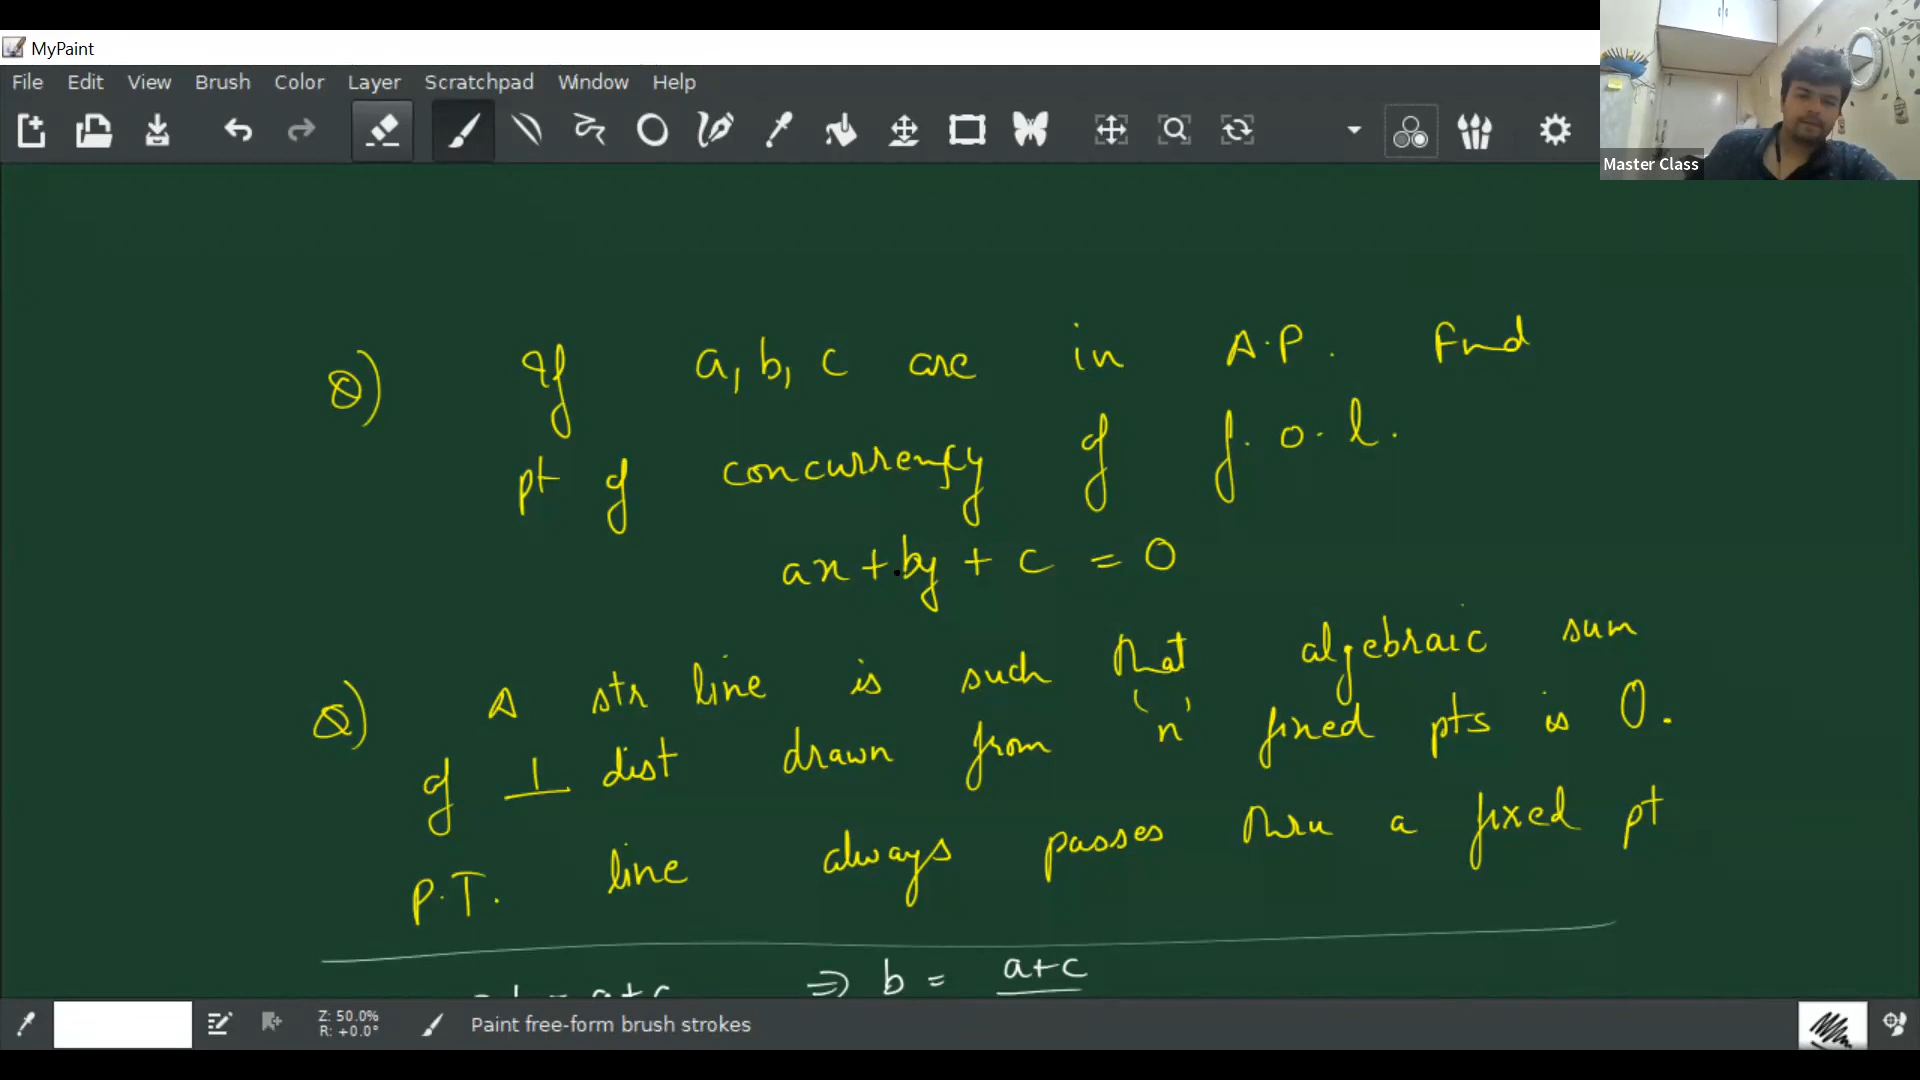 MyPaint
File Edit View Brush Color Layer Scratchpad Window Help
Master Class
Q) If a, b, c are in A.P. Find
pt of concurrency of f.o.l.
ax + by + c = 0
Q) A str line is such that algebraic sum
of ⊥ dist drawn from 'n' fixed pts is 0.
P.T. line always passes thru a fixed pt
= a+c ⇒ b = a+c
Z: 50.0%
R: +0.0°
Paint free-form brush strokes